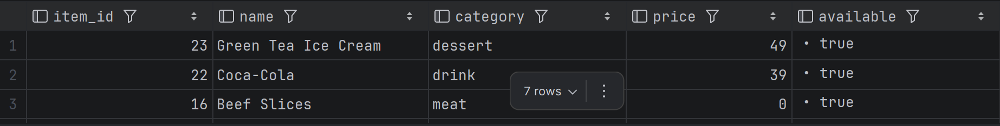 item_id name category price available
1 23 Green Tea Ice Cream dessert 49 • true
2 22 Coca-Cola drink 39 • true
7 rows
3 16 Beef Slices meat 0 • true